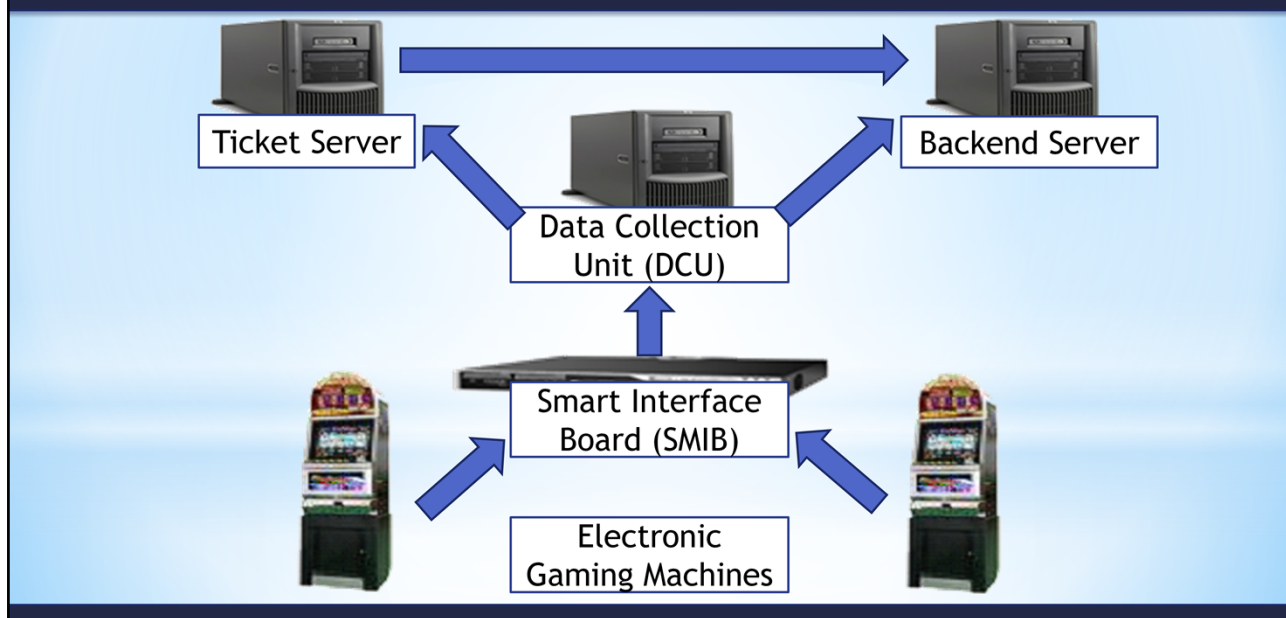 Ticket Server
Backend Server
Data Collection
Unit (DCU)
Smart Interface
Board (SMIB)
Electronic
Gaming Machines